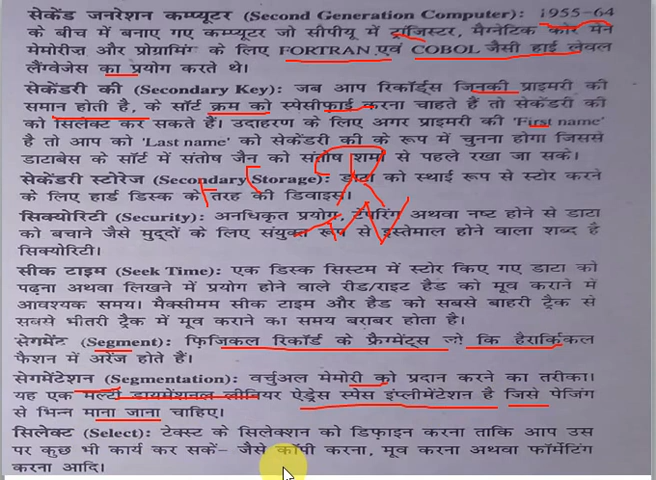 सेकेंड जनरेशन कम्प्यूटर (Second Generation Computer): 1955-64
के बीच में बनाए गए कम्प्यूटर जो सीपीयू में ट्रांजिस्टर, मैग्नेटिक कोर मेन
मेमोरीज़ और प्रोग्रामिंग के लिए FORTRAN एवं COBOL जैसी हाई लेवल
लैंग्वेजेस का प्रयोग करते थे।
सेकेंडरी की (Secondary Key): जब आप रिकॉर्ड्स जिनकी प्राइमरी की
समान होती है, के सॉर्ट क्रम को स्पेसीफाई करना चाहते हैं तो सेकेंडरी की
को सिलेक्ट कर सकते हैं। उदाहरण के लिए अगर प्राइमरी की 'First name'
है तो आप को 'Last name' को सेकेंडरी की के रूप में चुनना होगा जिससे
डाटाबेस के सॉर्ट में संतोष जैन को संतोष शर्मा से पहले रखा जा सके।
सेकेंडरी स्टोरेज (Secondary Storage): डाटा को स्थाई रूप से स्टोर करने
के लिए हार्ड डिस्क के तरह की डिवाइस।
सिक्योरिटी (Security): अनधिकृत प्रयोग, टेंपरिंग अथवा नष्ट होने से डाटा
को बचाने जैसे मुद्दों के लिए संयुक्त रूप से इस्तेमाल होने वाला शब्द है
सिक्योरिटी।
सीक टाइम (Seek Time): एक डिस्क सिस्टम में स्टोर किए गए डाटा को
पढ़ना अथवा लिखने में प्रयोग होने वाले रीड/राइट हैड को मूव कराने में
आवश्यक समय। मैक्सीमम सीक टाइम और हैड को सबसे बाहरी ट्रैक से
सबसे भीतरी ट्रैक में मूव कराने का समय बराबर होता है।
सेगमेंट (Segment): फिजिकल रिकॉर्ड के फ्रैग्मेंट्स जो कि हैरार्किकल
फैशन में अरेंज होते हैं।
सेगमेंटेशन (Segmentation): वर्चुअल मेमोरी को प्रदान करने का तरीका।
यह एक मल्टी डायमेंशनल लीनियर ऐड्रेस स्पेस इंप्लीमेंटेशन है जिसे पेजिंग
से भिन्न माना जाना चाहिए।
सिलेक्ट (Select): टेक्स्ट के सिलेक्शन को डिफ़ाइन करना ताकि आप उस
पर कुछ भी कार्य कर सकें- जैसे कॉपी करना, मूव करना अथवा फॉर्मेटिंग
करना आदि।